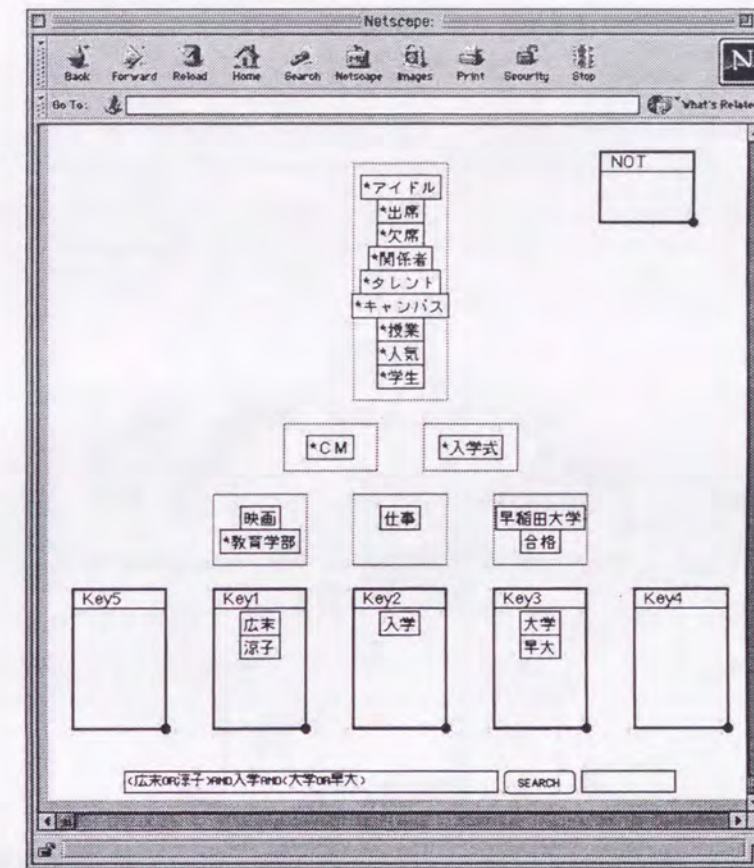 Netscape:
Back Forward Reload Home Search Netscape Images Print Security Stop
Go To: What's Relate
NOT
*アイドル
*出席
*欠席
*関係者
*タレント
*キャンパス
*授業
*人気
*学生
*CM *入学式
映画 仕事 早稲田大学
*教育学部 合格
Key5 Key1 Key2 Key3 Key4
広末 入学 大学
涼子 早大
(広末OR涼子)AND入学AND(大学OR早大) SEARCH